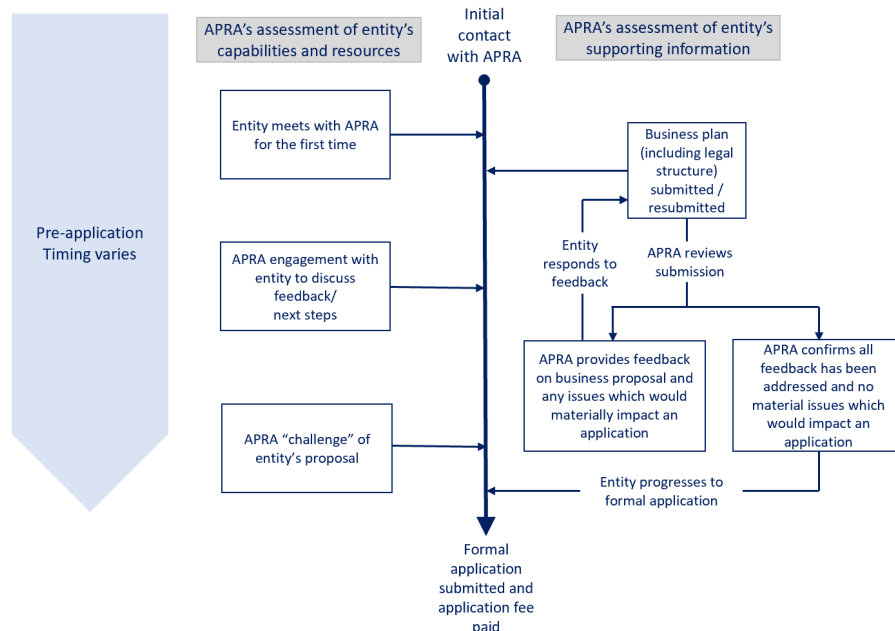 APRA's assessment of entity's
capabilities and resources
Initial
contact
with APRA
APRA's assessment of entity's
supporting information
Pre-application
Timing varies
Entity meets with APRA
for the first time
Business plan
(including legal
structure)
submitted /
resubmitted
Entity
responds to
feedback
APRA reviews
submission
APRA engagement with
entity to discuss
feedback/
next steps
APRA provides feedback
on business proposal and
any issues which would
materially impact an
application
APRA confirms all
feedback has been
addressed and no
material issues which
would impact an
application
APRA “challenge” of
entity's proposal
Entity progresses to
formal application
Formal
application
submitted and
application fee
paid